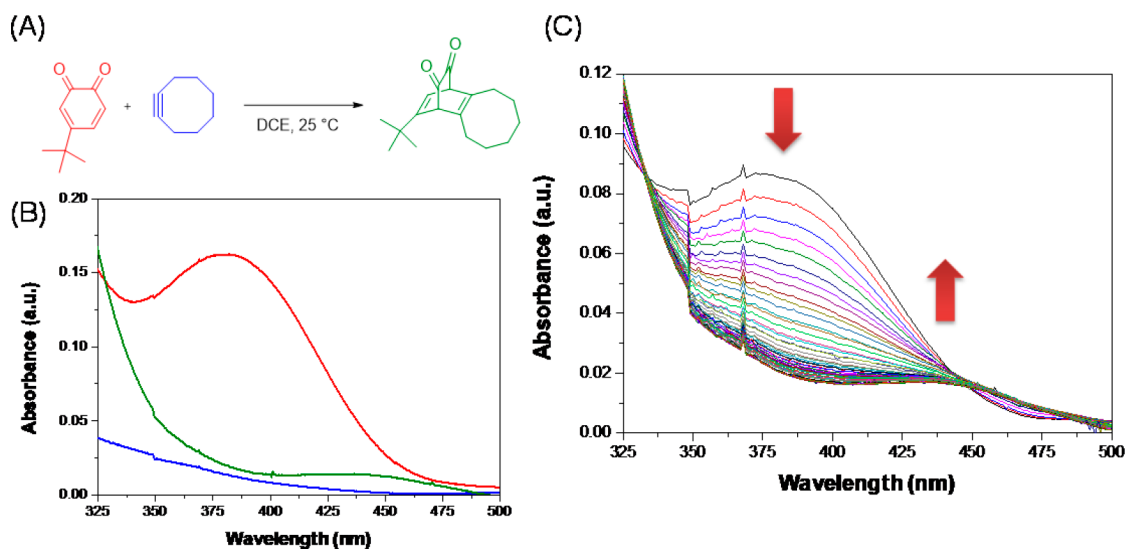 (A)
O
O
+
DCE, 25 °C
O
O
(B)
0.20
0.15
0.10
0.05
0.00
Absorbance (a.u.)
325 350 375 400 425 450 475 500
Wavelength (nm)
(C)
0.12
0.10
0.08
0.06
0.04
0.02
0.00
Absorbance (a.u.)
325 350 375 400 425 450 475 500
Wavelength (nm)